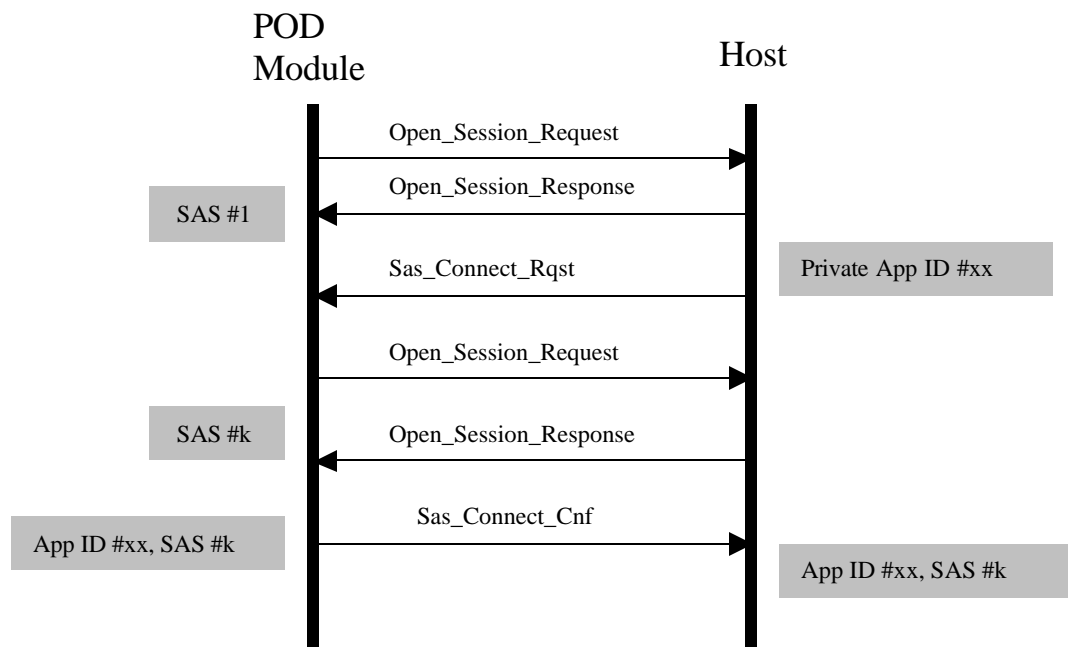 POD
Module
Host
Open_Session_Request
Open_Session_Response
SAS #1
Sas_Connect_Rqst
Private App ID #xx
Open_Session_Request
SAS #k
Open_Session_Response
Sas_Connect_Cnf
App ID #xx, SAS #k
App ID #xx, SAS #k